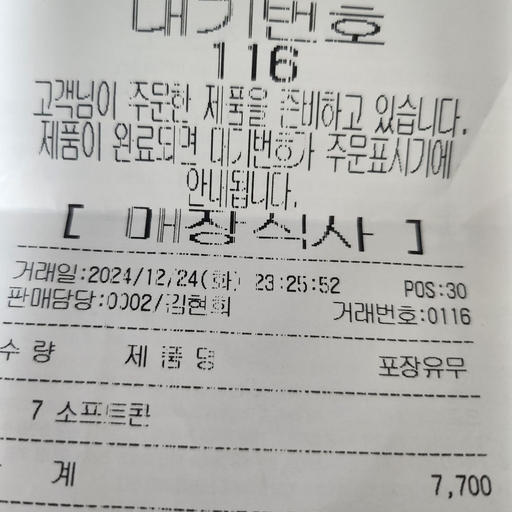 대기번호
116
고객님이 주문한 제품을 준비하고 있습니다.
제품이 완료되면 대기번호가 주문표시기에
안내됩니다.
[ 매장식사 ]
거래일:2024/12/24(화) 23:25:52 POS:30
판매담당:0002/김현희 거래번호:0116
수 량 제 품 명 포장유무
7 소프트콘
계 7,700